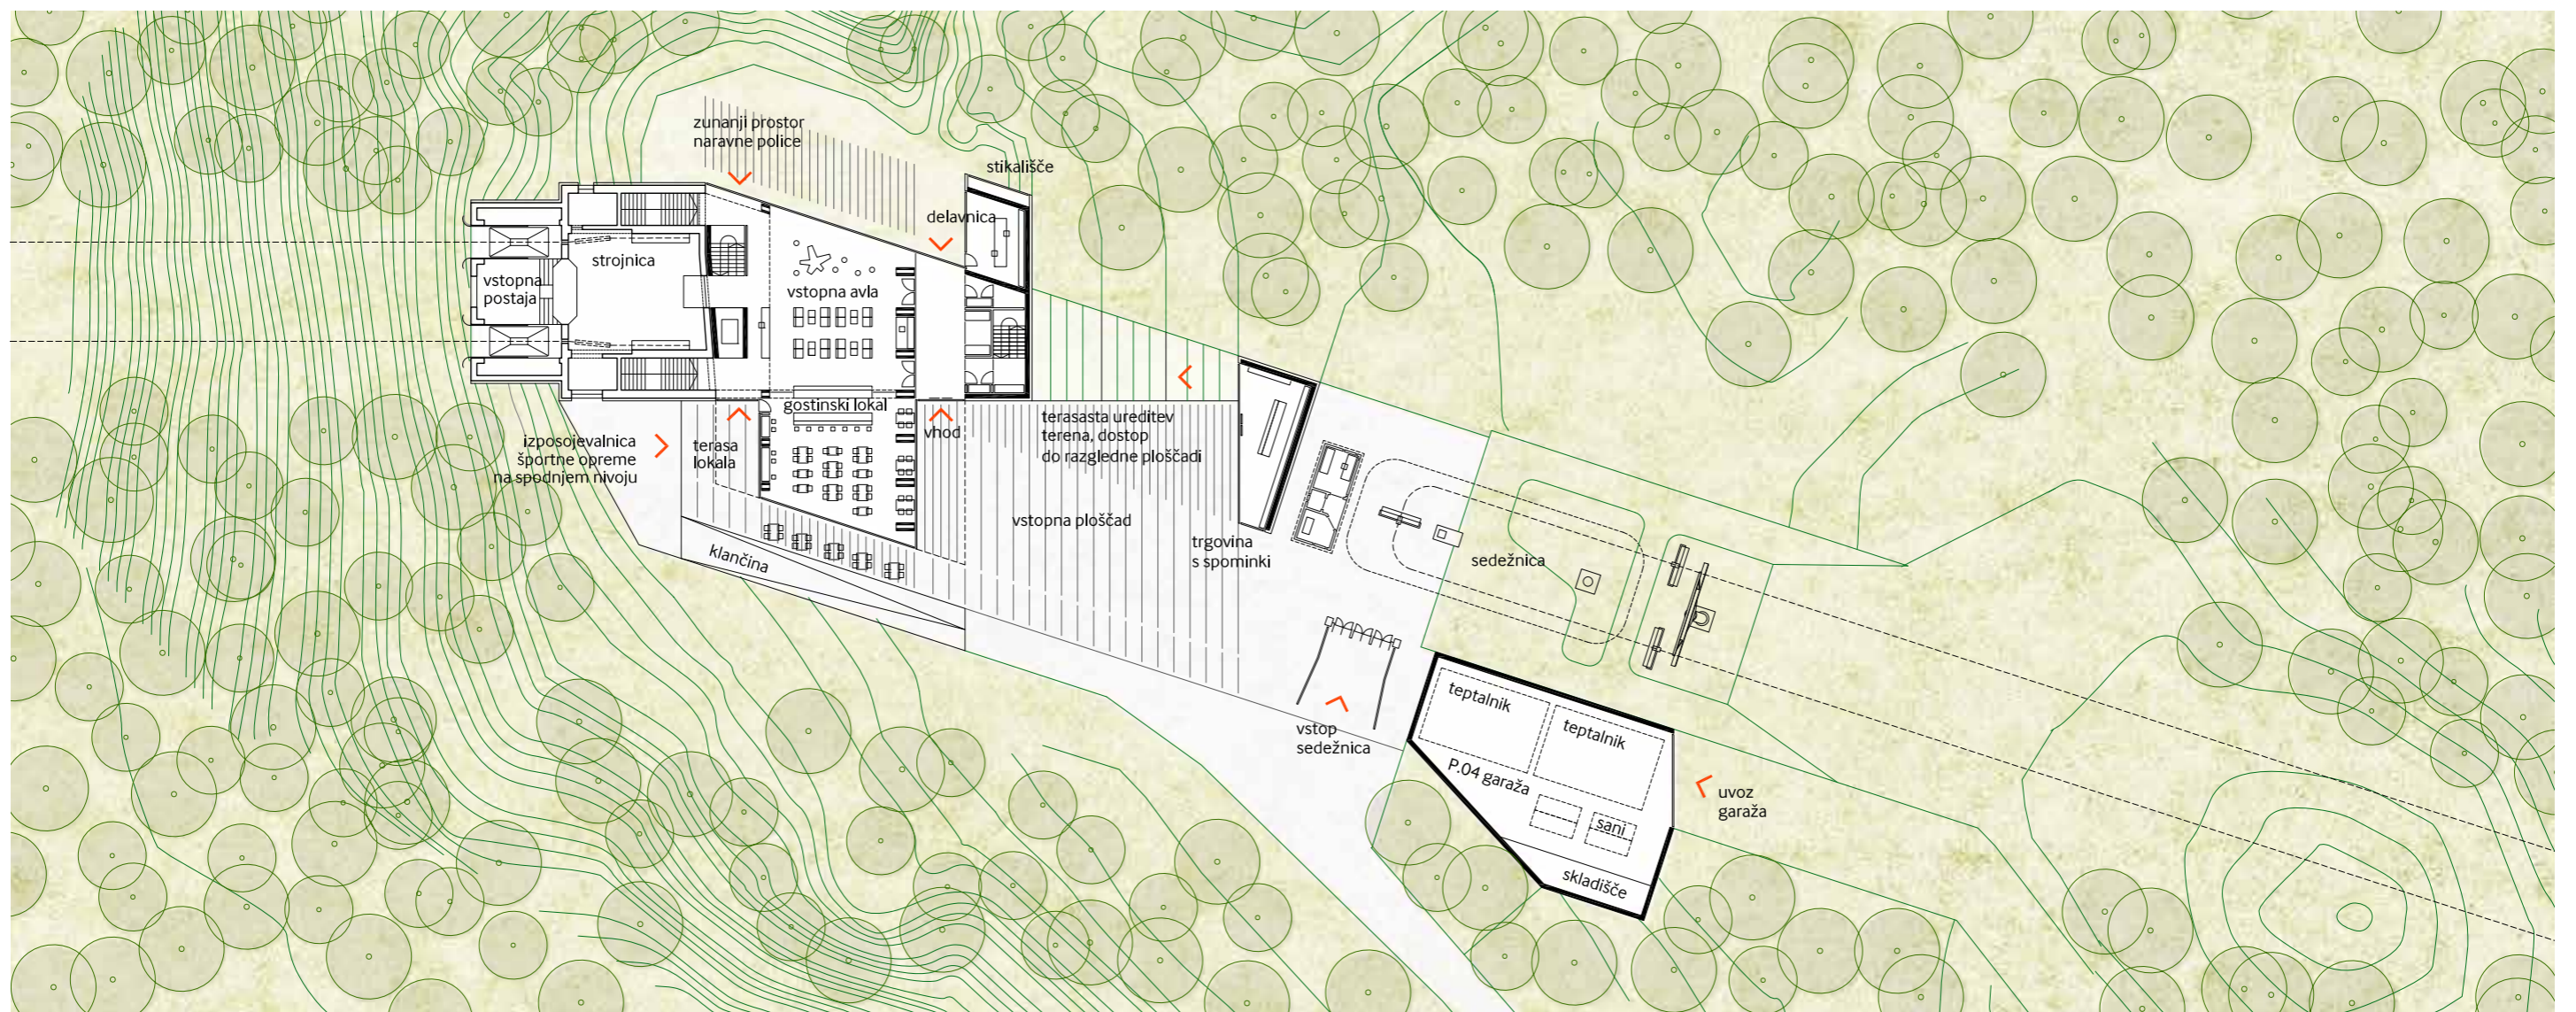 zunanji prostor
naravne police
stikališče
delavnica
strojnica
vstopna
postaja
vstopna avla
gostinski lokal
vhod
terasasta ureditev
terena, dostop
do razgledne ploščadi
izposojevalnica
športne opreme
na spodnjem nivoju
terasa
lokala
vstopna ploščad
klančina
trgovina
s spominki
sedežnica
vstop
sedežnica
teptalnik
teptalnik
P.04 garaža
sani
skladišče
uvoz
garaža